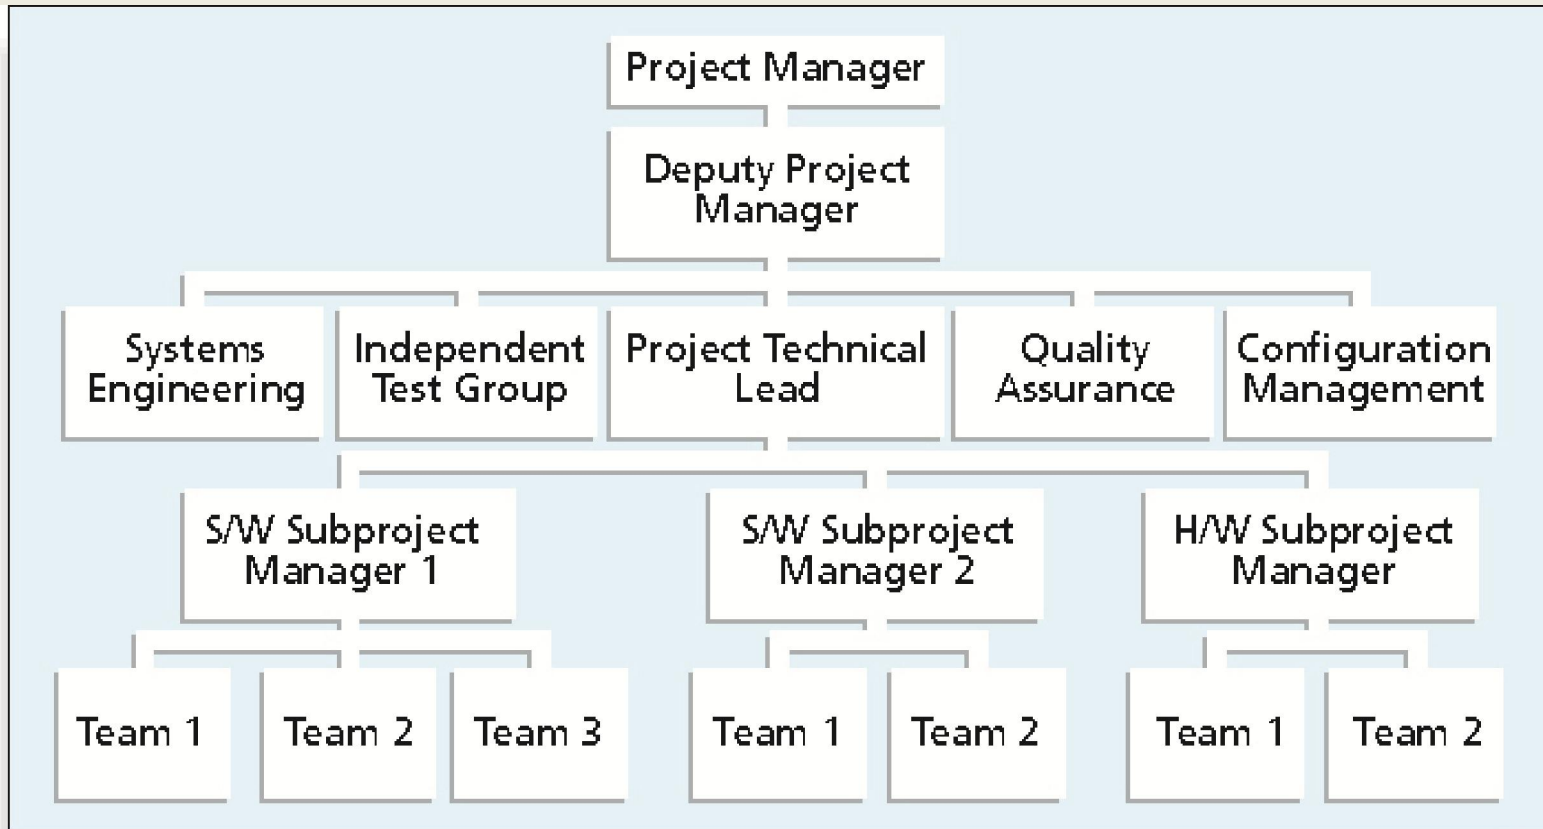 Project Manager
Deputy Project
Manager
Systems
Engineering
Independent
Test Group
Project Technical
Lead
Quality
Assurance
Configuration
Management
S/W Subproject
Manager 1
S/W Subproject
Manager 2
H/W Subproject
Manager
Team 1
Team 2
Team 3
Team 1
Team 2
Team 1
Team 2